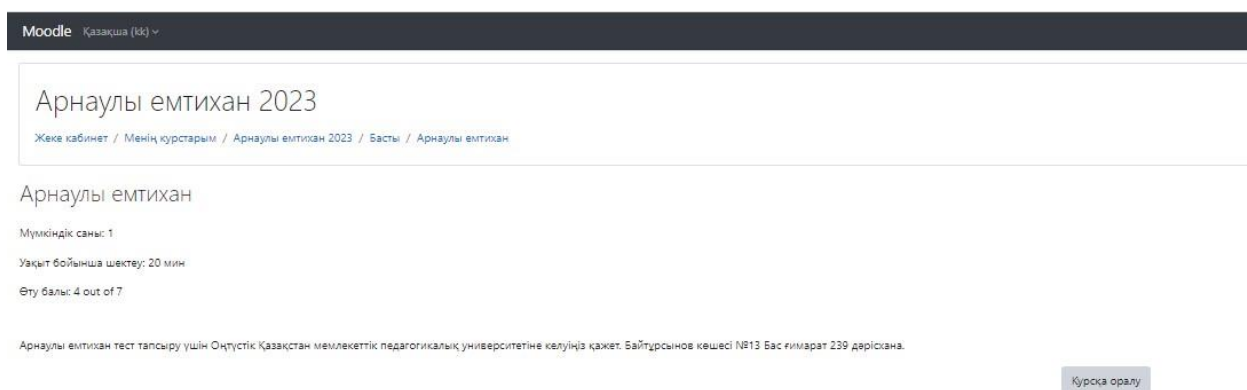 Moodle Қазақша (kk)
Арнаулы емтихан 2023
Жеке кабинет / Менің курстарым / Арнаулы емтихан 2023 / Басты / Арнаулы емтихан
Арнаулы емтихан
Мүмкіндік саны: 1
Уақыт бойынша шектеу: 20 мин
Өту балы: 4 out of 7
Арнаулы емтихан тест тапсыру үшін Оңтүстік Қазақстан мемлекеттік педагогикалық университетіне келуіңіз қажет. Байтұрсынов көшесі №13 Бас ғимарат 239 дәрісхана.
Курсқа оралу